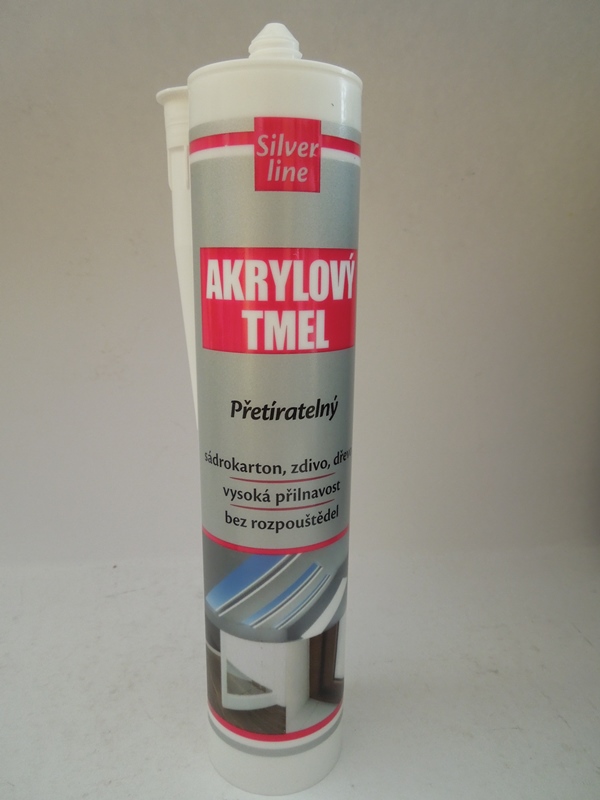 Silver
line
AKRYLOVÝ
TMEL
Přetíratelný
sádrokarton, zdivo,
vysoká přilnavost
bez rozpouštědel